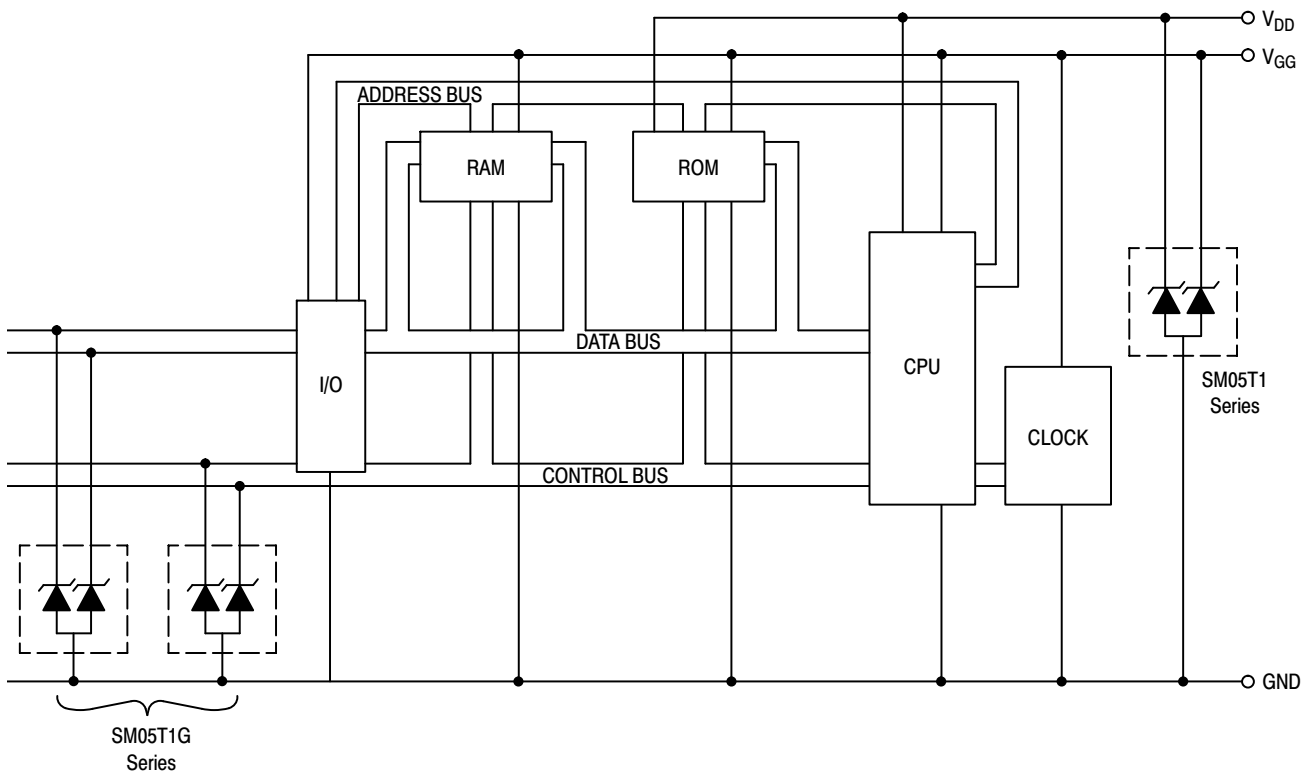 V_DD
V_GG
ADDRESS BUS
RAM
ROM
DATA BUS
CPU
I/O
SM05T1
Series
CLOCK
CONTROL BUS
GND
SM05T1G
Series